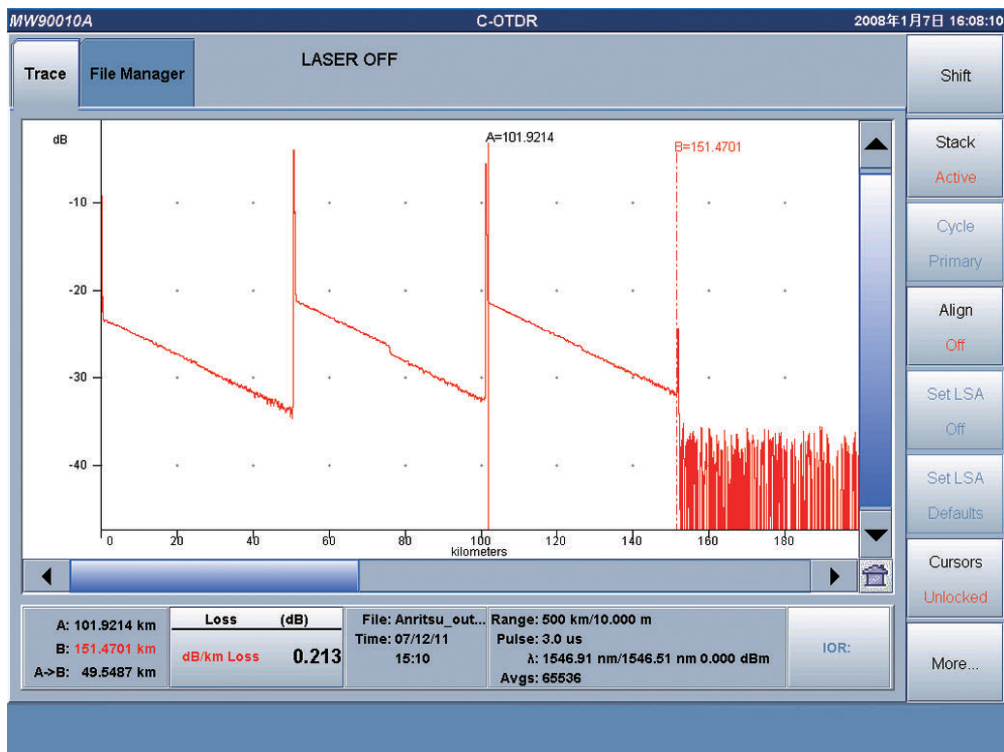 MW90010A C-OTDR 2008年1月7日 16:08:10
Trace File Manager LASER OFF
Shift
Stack
Active
Cycle
Primary
Align
Off
Set LSA
Off
Set LSA
Defaults
Cursors
Unlocked
More...
dB
A=101.9214
B=151.4701
-10
-20
-30
-40
0 20 40 60 80 100 120 140 160 180
kilometers
A: 101.9214 km
B: 151.4701 km
A->B: 49.5487 km
Loss (dB)
dB/km Loss 0.213
File: Anritsu_out...
Time: 07/12/11
15:10
Range: 500 km/10.000 m
Pulse: 3.0 us
λ: 1546.91 nm/1546.51 nm 0.000 dBm
Avgs: 65536
IOR: